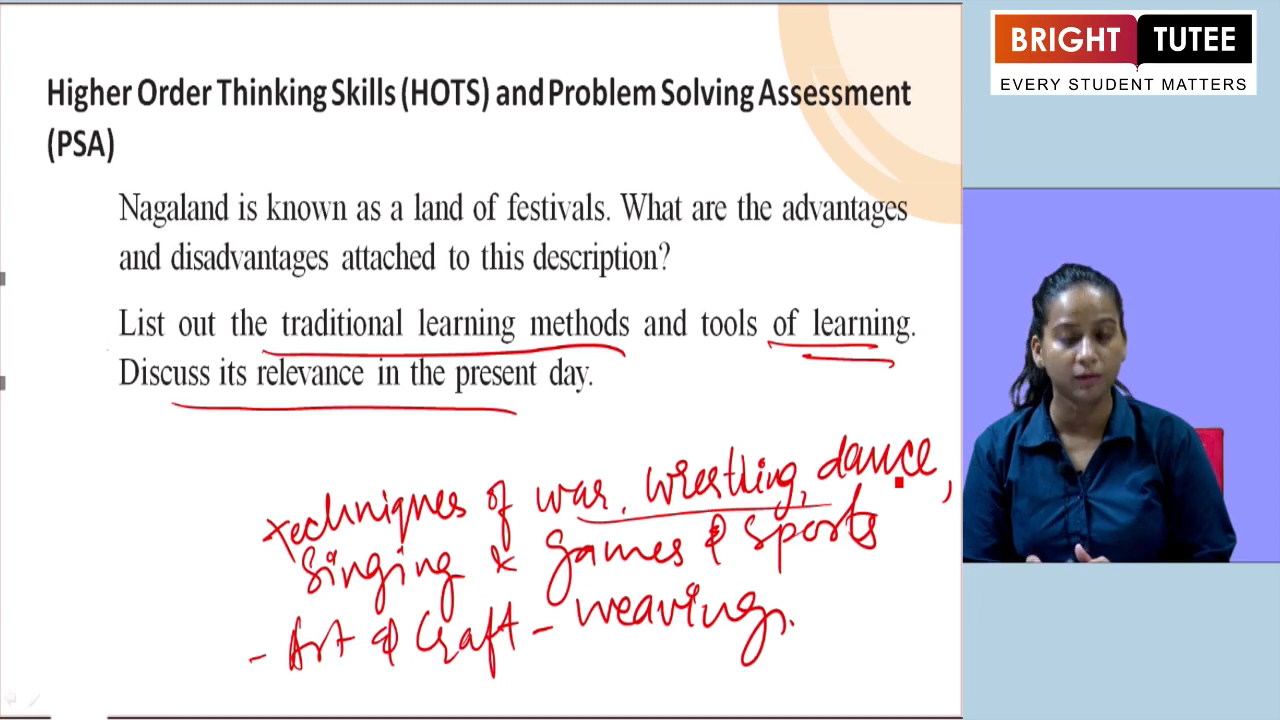 BRIGHT TUTEE
EVERY STUDENT MATTERS
Higher Order Thinking Skills (HOTS) and Problem Solving Assessment
(PSA)
Nagaland is known as a land of festivals. What are the advantages
and disadvantages attached to this description?
List out the traditional learning methods and tools of learning.
Discuss its relevance in the present day.
techniques of war, wrestling, dance,
singing & games & sports
- Art & Craft - weaving.